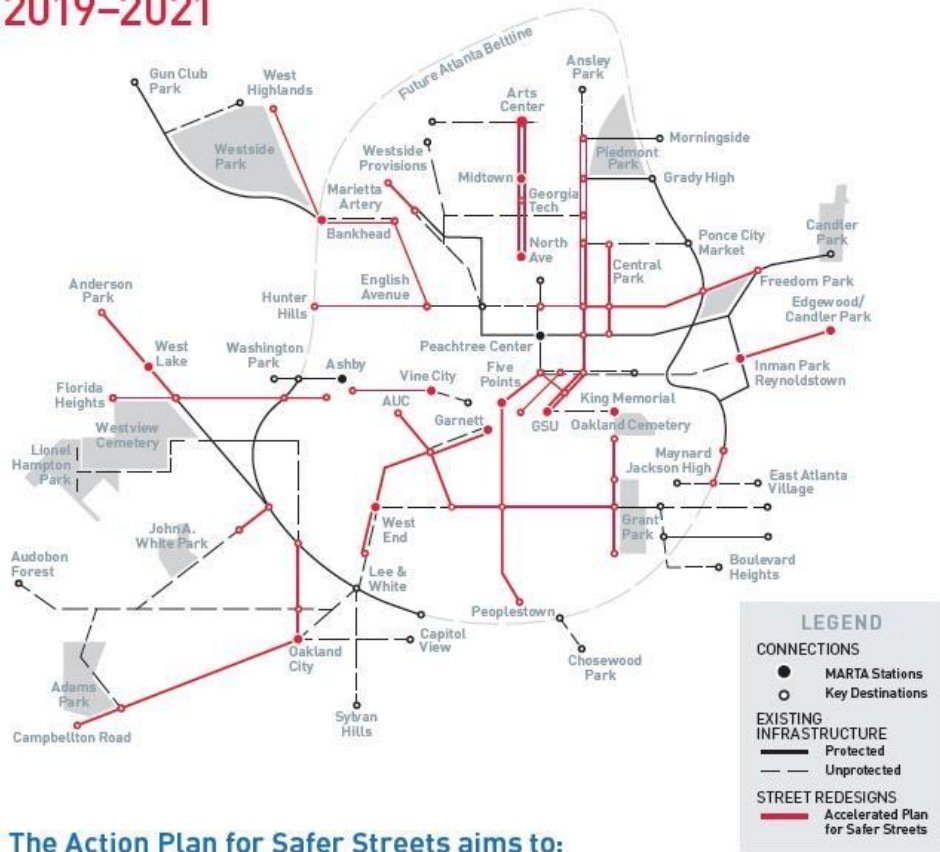 2019–2021
Future Atlanta Beltline
Ansley
Park
Gun Club
Park
West
Highlands
Arts
Center
Morningside
Westside
Park
Westside
Provisions
Piedmont
Park
Midtown
Grady High
Marietta
Artery
Georgia
Tech
Candler
Park
Bankhead
North
Ave
Ponce City
Market
Central
Park
Freedom Park
Anderson
Park
English
Avenue
Hunter
Hills
Edgewood/
Candler Park
West
Lake
Washington
Park
Ashby
Peachtree Center
Five
Points
Inman Park
Reynoldstown
Florida
Heights
Vine City
AUC
King Memorial
Garnett
GSU
Oakland Cemetery
Westview
Cemetery
Lionel
Hampton
Park
Maynard
Jackson High
East Atlanta
Village
John A.
White Park
West
End
Grant
Park
Audobon
Forest
Lee &
White
Boulevard
Heights
Peoplestown
Capitol
View
Oakland
City
Chosewood
Park
Adams
Park
Sylvan
Hills
Campbellton Road
LEGEND
CONNECTIONS
MARTA Stations
Key Destinations
EXISTING
INFRASTRUCTURE
Protected
Unprotected
STREET REDESIGNS
Accelerated Plan
for Safer Streets
The Action Plan for Safer Streets aims to: